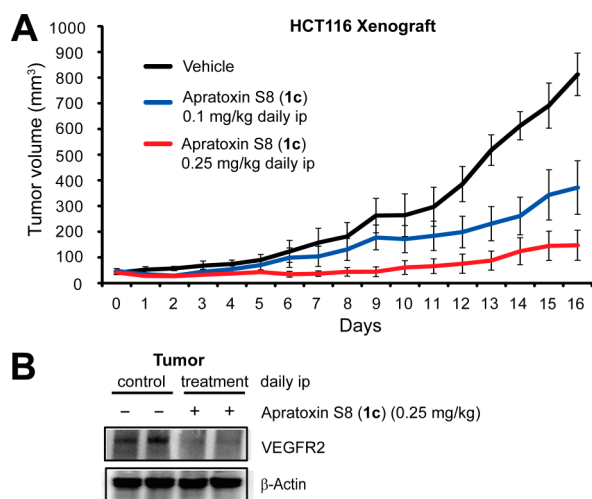 A
HCT116 Xenograft
Tumor volume (mm³)
1000
900
800
700
600
500
400
300
200
100
0
Vehicle
Apratoxin S8 (1c)
0.1 mg/kg daily ip
Apratoxin S8 (1c)
0.25 mg/kg daily ip
0 1 2 3 4 5 6 7 8 9 10 11 12 13 14 15 16
Days
B
Tumor
control treatment daily ip
– – + + Apratoxin S8 (1c) (0.25 mg/kg)
VEGFR2
β-Actin